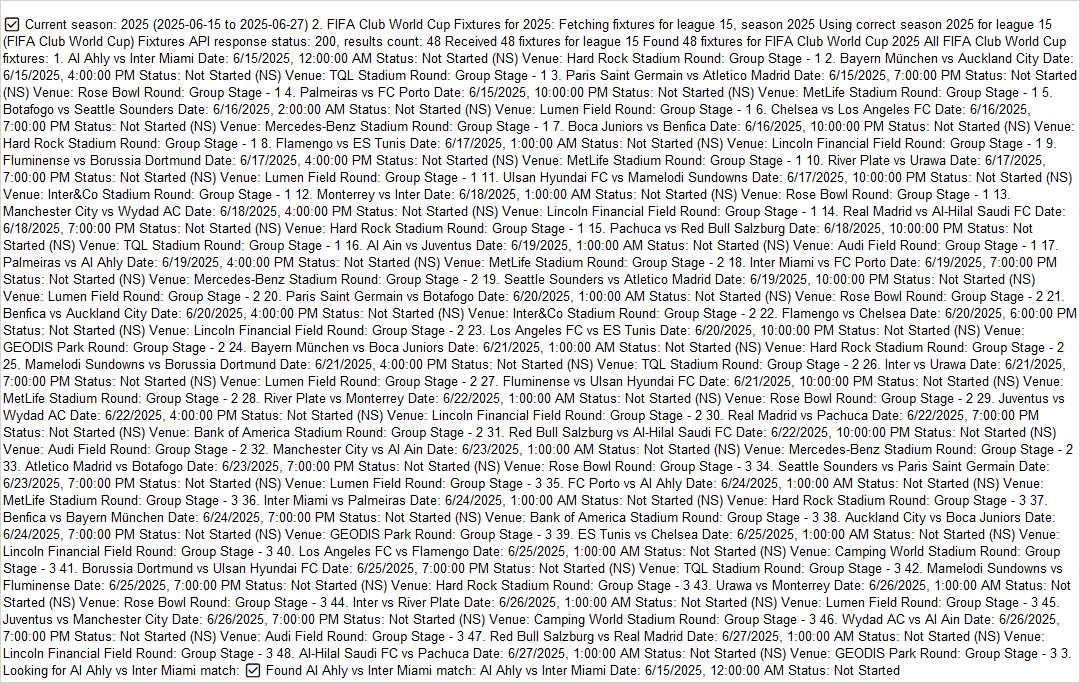 ☑ Current season: 2025 (2025-06-15 to 2025-06-27) 2. FIFA Club World Cup Fixtures for 2025: Fetching fixtures for league 15, season 2025 Using correct season 2025 for league 15
(FIFA Club World Cup) Fixtures API response status: 200, results count: 48 Received 48 fixtures for league 15 Found 48 fixtures for FIFA Club World Cup 2025 All FIFA Club World Cup
fixtures: 1. Al Ahly vs Inter Miami Date: 6/15/2025, 12:00:00 AM Status: Not Started (NS) Venue: Hard Rock Stadium Round: Group Stage - 1 2. Bayern München vs Auckland City Date:
6/15/2025, 4:00:00 PM Status: Not Started (NS) Venue: TQL Stadium Round: Group Stage - 1 3. Paris Saint Germain vs Atletico Madrid Date: 6/15/2025, 7:00:00 PM Status: Not Started
(NS) Venue: Rose Bowl Round: Group Stage - 1 4. Palmeiras vs FC Porto Date: 6/15/2025, 10:00:00 PM Status: Not Started (NS) Venue: MetLife Stadium Round: Group Stage - 1 5.
Botafogo vs Seattle Sounders Date: 6/16/2025, 2:00:00 AM Status: Not Started (NS) Venue: Lumen Field Round: Group Stage - 1 6. Chelsea vs Los Angeles FC Date: 6/16/2025,
7:00:00 PM Status: Not Started (NS) Venue: Mercedes-Benz Stadium Round: Group Stage - 1 7. Boca Juniors vs Benfica Date: 6/16/2025, 10:00:00 PM Status: Not Started (NS) Venue:
Hard Rock Stadium Round: Group Stage - 1 8. Flamengo vs ES Tunis Date: 6/17/2025, 1:00:00 AM Status: Not Started (NS) Venue: Lincoln Financial Field Round: Group Stage - 1 9.
Fluminense vs Borussia Dortmund Date: 6/17/2025, 4:00:00 PM Status: Not Started (NS) Venue: MetLife Stadium Round: Group Stage - 1 10. River Plate vs Urawa Date: 6/17/2025,
7:00:00 PM Status: Not Started (NS) Venue: Lumen Field Round: Group Stage - 1 11. Ulsan Hyundai FC vs Mamelodi Sundowns Date: 6/17/2025, 10:00:00 PM Status: Not Started (NS)
Venue: Inter&Co Stadium Round: Group Stage - 1 12. Monterrey vs Inter Date: 6/18/2025, 1:00:00 AM Status: Not Started (NS) Venue: Rose Bowl Round: Group Stage - 1 13.
Manchester City vs Wydad AC Date: 6/18/2025, 4:00:00 PM Status: Not Started (NS) Venue: Lincoln Financial Field Round: Group Stage - 1 14. Real Madrid vs Al-Hilal Saudi FC Date:
6/18/2025, 7:00:00 PM Status: Not Started (NS) Venue: Hard Rock Stadium Round: Group Stage - 1 15. Pachuca vs Red Bull Salzburg Date: 6/18/2025, 10:00:00 PM Status: Not
Started (NS) Venue: TQL Stadium Round: Group Stage - 1 16. Al Ain vs Juventus Date: 6/19/2025, 1:00:00 AM Status: Not Started (NS) Venue: Audi Field Round: Group Stage - 1 17.
Palmeiras vs Al Ahly Date: 6/19/2025, 4:00:00 PM Status: Not Started (NS) Venue: MetLife Stadium Round: Group Stage - 2 18. Inter Miami vs FC Porto Date: 6/19/2025, 7:00:00 PM
Status: Not Started (NS) Venue: Mercedes-Benz Stadium Round: Group Stage - 2 19. Seattle Sounders vs Atletico Madrid Date: 6/19/2025, 10:00:00 PM Status: Not Started (NS)
Venue: Lumen Field Round: Group Stage - 2 20. Paris Saint Germain vs Botafogo Date: 6/20/2025, 1:00:00 AM Status: Not Started (NS) Venue: Rose Bowl Round: Group Stage - 2 21.
Benfica vs Auckland City Date: 6/20/2025, 4:00:00 PM Status: Not Started (NS) Venue: Inter&Co Stadium Round: Group Stage - 2 22. Flamengo vs Chelsea Date: 6/20/2025, 6:00:00 PM
Status: Not Started (NS) Venue: Lincoln Financial Field Round: Group Stage - 2 23. Los Angeles FC vs ES Tunis Date: 6/20/2025, 10:00:00 PM Status: Not Started (NS) Venue:
GEODIS Park Round: Group Stage - 2 24. Bayern München vs Boca Juniors Date: 6/21/2025, 1:00:00 AM Status: Not Started (NS) Venue: Hard Rock Stadium Round: Group Stage - 2
25. Mamelodi Sundowns vs Borussia Dortmund Date: 6/21/2025, 4:00:00 PM Status: Not Started (NS) Venue: TQL Stadium Round: Group Stage - 2 26. Inter vs Urawa Date: 6/21/2025,
7:00:00 PM Status: Not Started (NS) Venue: Lumen Field Round: Group Stage - 2 27. Fluminense vs Ulsan Hyundai FC Date: 6/21/2025, 10:00:00 PM Status: Not Started (NS) Venue:
MetLife Stadium Round: Group Stage - 2 28. River Plate vs Monterrey Date: 6/22/2025, 1:00:00 AM Status: Not Started (NS) Venue: Rose Bowl Round: Group Stage - 2 29. Juventus vs
Wydad AC Date: 6/22/2025, 4:00:00 PM Status: Not Started (NS) Venue: Lincoln Financial Field Round: Group Stage - 2 30. Real Madrid vs Pachuca Date: 6/22/2025, 7:00:00 PM
Status: Not Started (NS) Venue: Bank of America Stadium Round: Group Stage - 2 31. Red Bull Salzburg vs Al-Hilal Saudi FC Date: 6/22/2025, 10:00:00 PM Status: Not Started (NS)
Venue: Audi Field Round: Group Stage - 2 32. Manchester City vs Al Ain Date: 6/23/2025, 1:00:00 AM Status: Not Started (NS) Venue: Mercedes-Benz Stadium Round: Group Stage - 2
33. Atletico Madrid vs Botafogo Date: 6/23/2025, 7:00:00 PM Status: Not Started (NS) Venue: Rose Bowl Round: Group Stage - 3 34. Seattle Sounders vs Paris Saint Germain Date:
6/23/2025, 7:00:00 PM Status: Not Started (NS) Venue: Lumen Field Round: Group Stage - 3 35. FC Porto vs Al Ahly Date: 6/24/2025, 1:00:00 AM Status: Not Started (NS) Venue:
MetLife Stadium Round: Group Stage - 3 36. Inter Miami vs Palmeiras Date: 6/24/2025, 1:00:00 AM Status: Not Started (NS) Venue: Hard Rock Stadium Round: Group Stage - 3 37.
Benfica vs Bayern München Date: 6/24/2025, 7:00:00 PM Status: Not Started (NS) Venue: Bank of America Stadium Round: Group Stage - 3 38. Auckland City vs Boca Juniors Date:
6/24/2025, 7:00:00 PM Status: Not Started (NS) Venue: GEODIS Park Round: Group Stage - 3 39. ES Tunis vs Chelsea Date: 6/25/2025, 1:00:00 AM Status: Not Started (NS) Venue:
Lincoln Financial Field Round: Group Stage - 3 40. Los Angeles FC vs Flamengo Date: 6/25/2025, 1:00:00 AM Status: Not Started (NS) Venue: Camping World Stadium Round: Group
Stage - 3 41. Borussia Dortmund vs Ulsan Hyundai FC Date: 6/25/2025, 7:00:00 PM Status: Not Started (NS) Venue: TQL Stadium Round: Group Stage - 3 42. Mamelodi Sundowns vs
Fluminense Date: 6/25/2025, 7:00:00 PM Status: Not Started (NS) Venue: Hard Rock Stadium Round: Group Stage - 3 43. Urawa vs Monterrey Date: 6/26/2025, 1:00:00 AM Status: Not
Started (NS) Venue: Rose Bowl Round: Group Stage - 3 44. Inter vs River Plate Date: 6/26/2025, 1:00:00 AM Status: Not Started (NS) Venue: Lumen Field Round: Group Stage - 3 45.
Juventus vs Manchester City Date: 6/26/2025, 7:00:00 PM Status: Not Started (NS) Venue: Camping World Stadium Round: Group Stage - 3 46. Wydad AC vs Al Ain Date: 6/26/2025,
7:00:00 PM Status: Not Started (NS) Venue: Audi Field Round: Group Stage - 3 47. Red Bull Salzburg vs Real Madrid Date: 6/27/2025, 1:00:00 AM Status: Not Started (NS) Venue:
Lincoln Financial Field Round: Group Stage - 3 48. Al-Hilal Saudi FC vs Pachuca Date: 6/27/2025, 1:00:00 AM Status: Not Started (NS) Venue: GEODIS Park Round: Group Stage - 3 3.
Looking for Al Ahly vs Inter Miami match: ☑ Found Al Ahly vs Inter Miami match: Al Ahly vs Inter Miami Date: 6/15/2025, 12:00:00 AM Status: Not Started